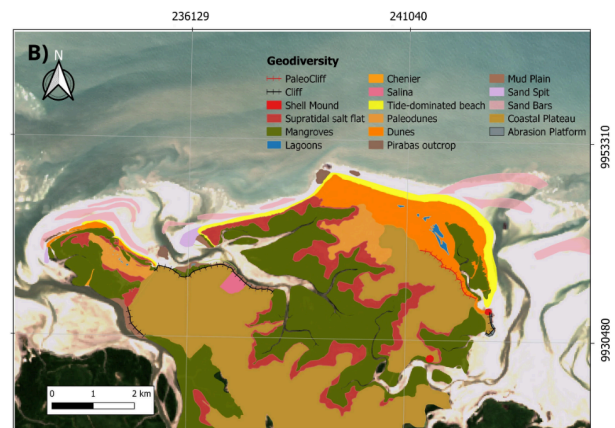 236129 241040
B) N
Geodiversity
PaleoCliff
Cliff
Shell Mound
Supratidal salt flat
Mangroves
Lagoons
Chenier
Salina
Tide-dominated beach
Paleodunes
Dunes
Pirabas outcrop
Mud Plain
Sand Spit
Sand Bars
Coastal Plateau
Abrasion Platform
9953310
9930480
0 1 2 km